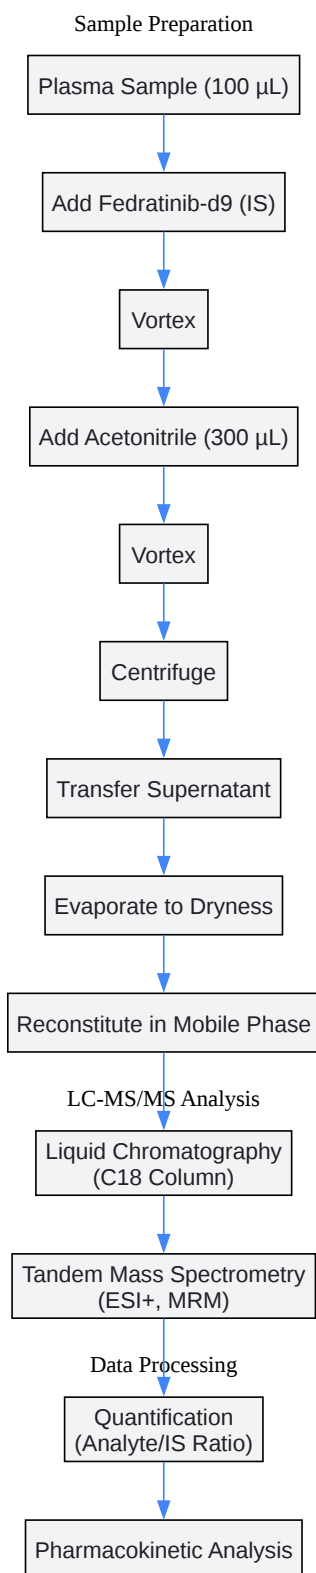 Sample Preparation
Plasma Sample (100 µL)
Add Fedratinib-d9 (IS)
Vortex
Add Acetonitrile (300 µL)
Vortex
Centrifuge
Transfer Supernatant
Evaporate to Dryness
Reconstitute in Mobile Phase
LC-MS/MS Analysis
Liquid Chromatography
(C18 Column)
Tandem Mass Spectrometry
(ESI+, MRM)
Data Processing
Quantification
(Analyte/IS Ratio)
Pharmacokinetic Analysis